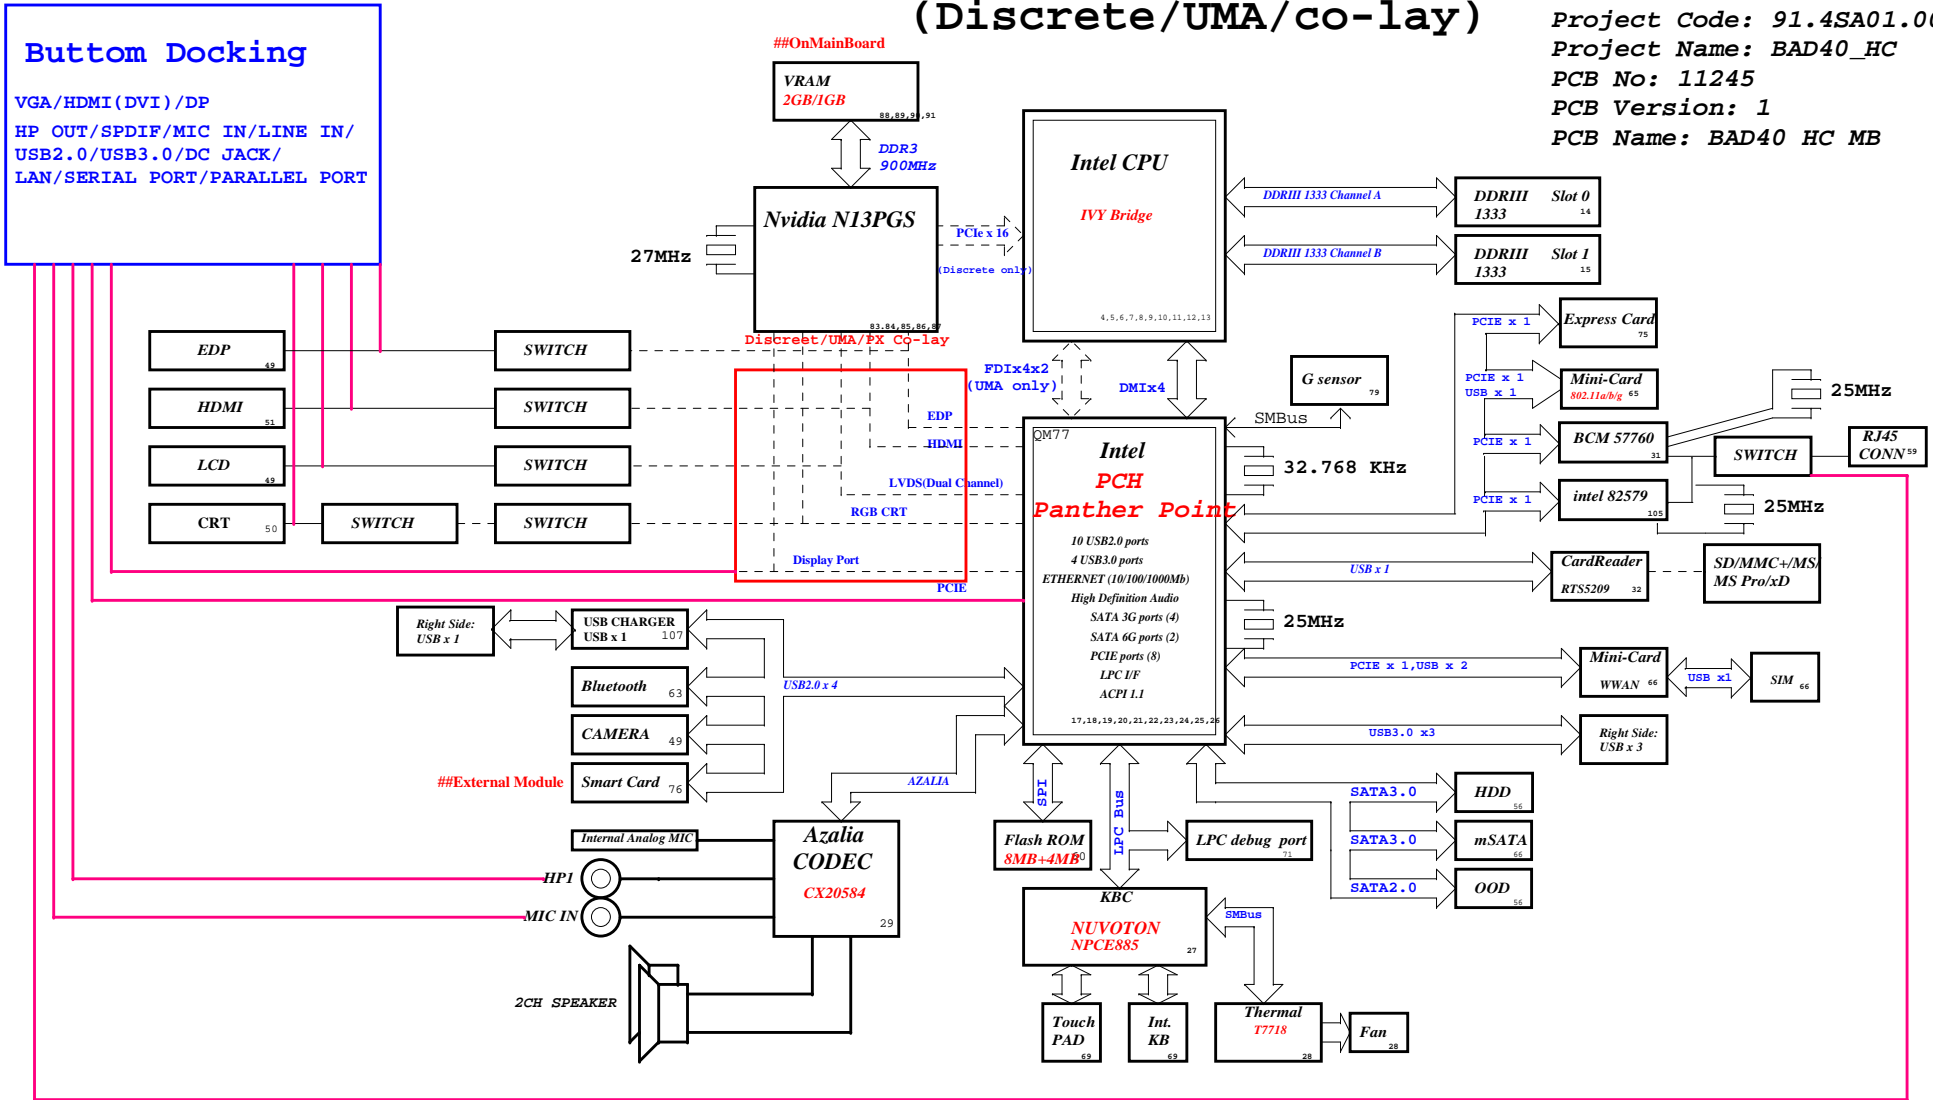 (Discrete/UMA/co-lay)
Project Code: 91.4SA01.00
Project Name: BAD40_HC
PCB No: 11245
PCB Version: 1
PCB Name: BAD40 HC MB
Buttom Docking
VGA/HDMI(DVI)/DP
HP OUT/SPDIF/MIC IN/LINE IN/
USB2.0/USB3.0/DC JACK/
LAN/SERIAL PORT/PARALLEL PORT
##OnMainBoard
VRAM
2GB/1GB
88,89,90,91
DDR3
900MHz
Nvidia N13PGS
83.84,85,86,87
27MHz
PCIe x 16
(Discrete only)
Discreet/UMA/PX Co-lay
Intel CPU
IVY Bridge
4,5,6,7,8,9,10,11,12,13
DDRIII 1333 Channel A
DDRIII Slot 0
1333
14
DDRIII 1333 Channel B
DDRIII Slot 1
1333
15
FDIx4x2
(UMA only)
DMIx4
G sensor
79
SMBus
EDP
49
SWITCH
HDMI
51
SWITCH
LCD
49
SWITCH
CRT
50
SWITCH
SWITCH
EDP
HDMI
LVDS(Dual Channel)
RGB CRT
Display Port
PCIE
QM77
Intel
PCH
Panther Point
10 USB2.0 ports
4 USB3.0 ports
ETHERNET (10/100/1000Mb)
High Definition Audio
SATA 3G ports (4)
SATA 6G ports (2)
PCIE ports (8)
LPC I/F
ACPI 1.1
17,18,19,20,21,22,23,24,25,26
32.768 KHz
25MHz
PCIE x 1
Express Card
75
PCIE x 1
USB x 1
Mini-Card
802.11a/b/g 65
PCIE x 1
BCM 57760
31
25MHz
SWITCH
RJ45
CONN 59
PCIE x 1
intel 82579
105
25MHz
USB x 1
CardReader
RTS5209 32
SD/MMC+/MS/
MS Pro/xD
PCIE x 1,USB x 2
Mini-Card
WWAN 66
USB x1
SIM 66
USB3.0 x3
Right Side:
USB x 3
Right Side:
USB x 1
USB CHARGER
USB x 1 107
Bluetooth 63
CAMERA 49
##External Module
Smart Card 76
USB2.0 x 4
AZALIA
Internal Analog MIC
HP1
MIC IN
Azalia
CODEC
CX20584
29
2CH SPEAKER
SPI
Flash ROM
8MB+4MB
60
LPC Bus
LPC debug port
71
SATA3.0
HDD
56
SATA3.0
mSATA
66
SATA2.0
OOD
56
KBC
NUVOTON
NPCE885
27
SMBus
Touch
PAD
69
Int.
KB
69
Thermal
T7718
28
Fan
28